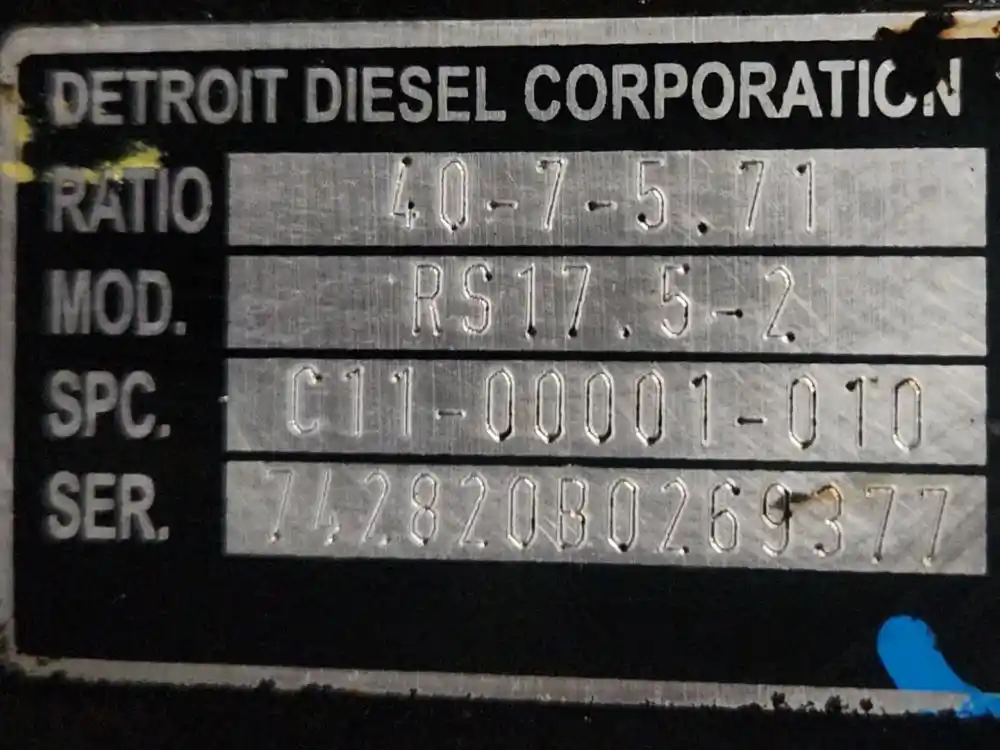 DETROIT DIESEL CORPORATION
RATIO 40-7-5.71
MOD. RS17.5-2
SPC. C11-00001-010
SER. 742820B0269377